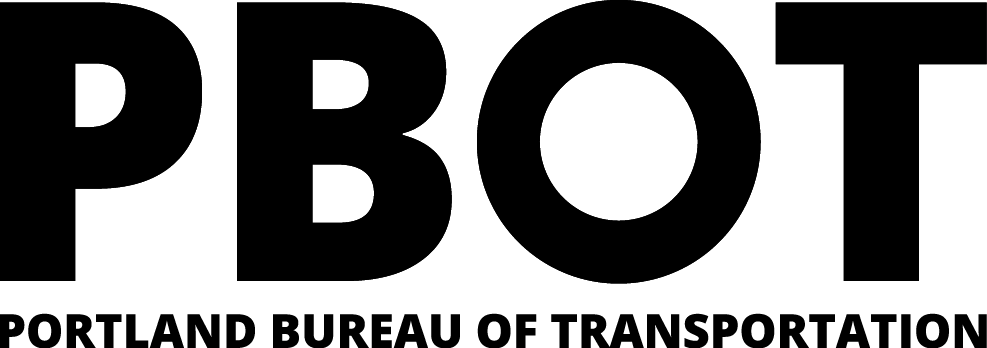 PBOT
PORTLAND BUREAU OF TRANSPORTATION